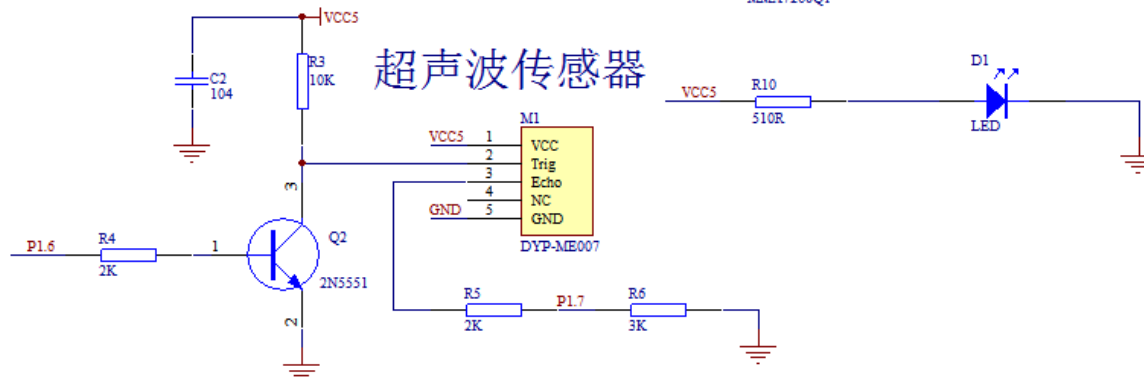 VCC5
R3
10K
C2
104
超声波传感器
D1
VCC5
R10
510R
LED
M1
VCC5
1
VCC
2
Trig
3
Echo
4
NC
GND
5
GND
DYP-ME007
3
P1.6
R4
2K
1
Q2
2N5551
2
R5
2K
P1.7
R6
3K